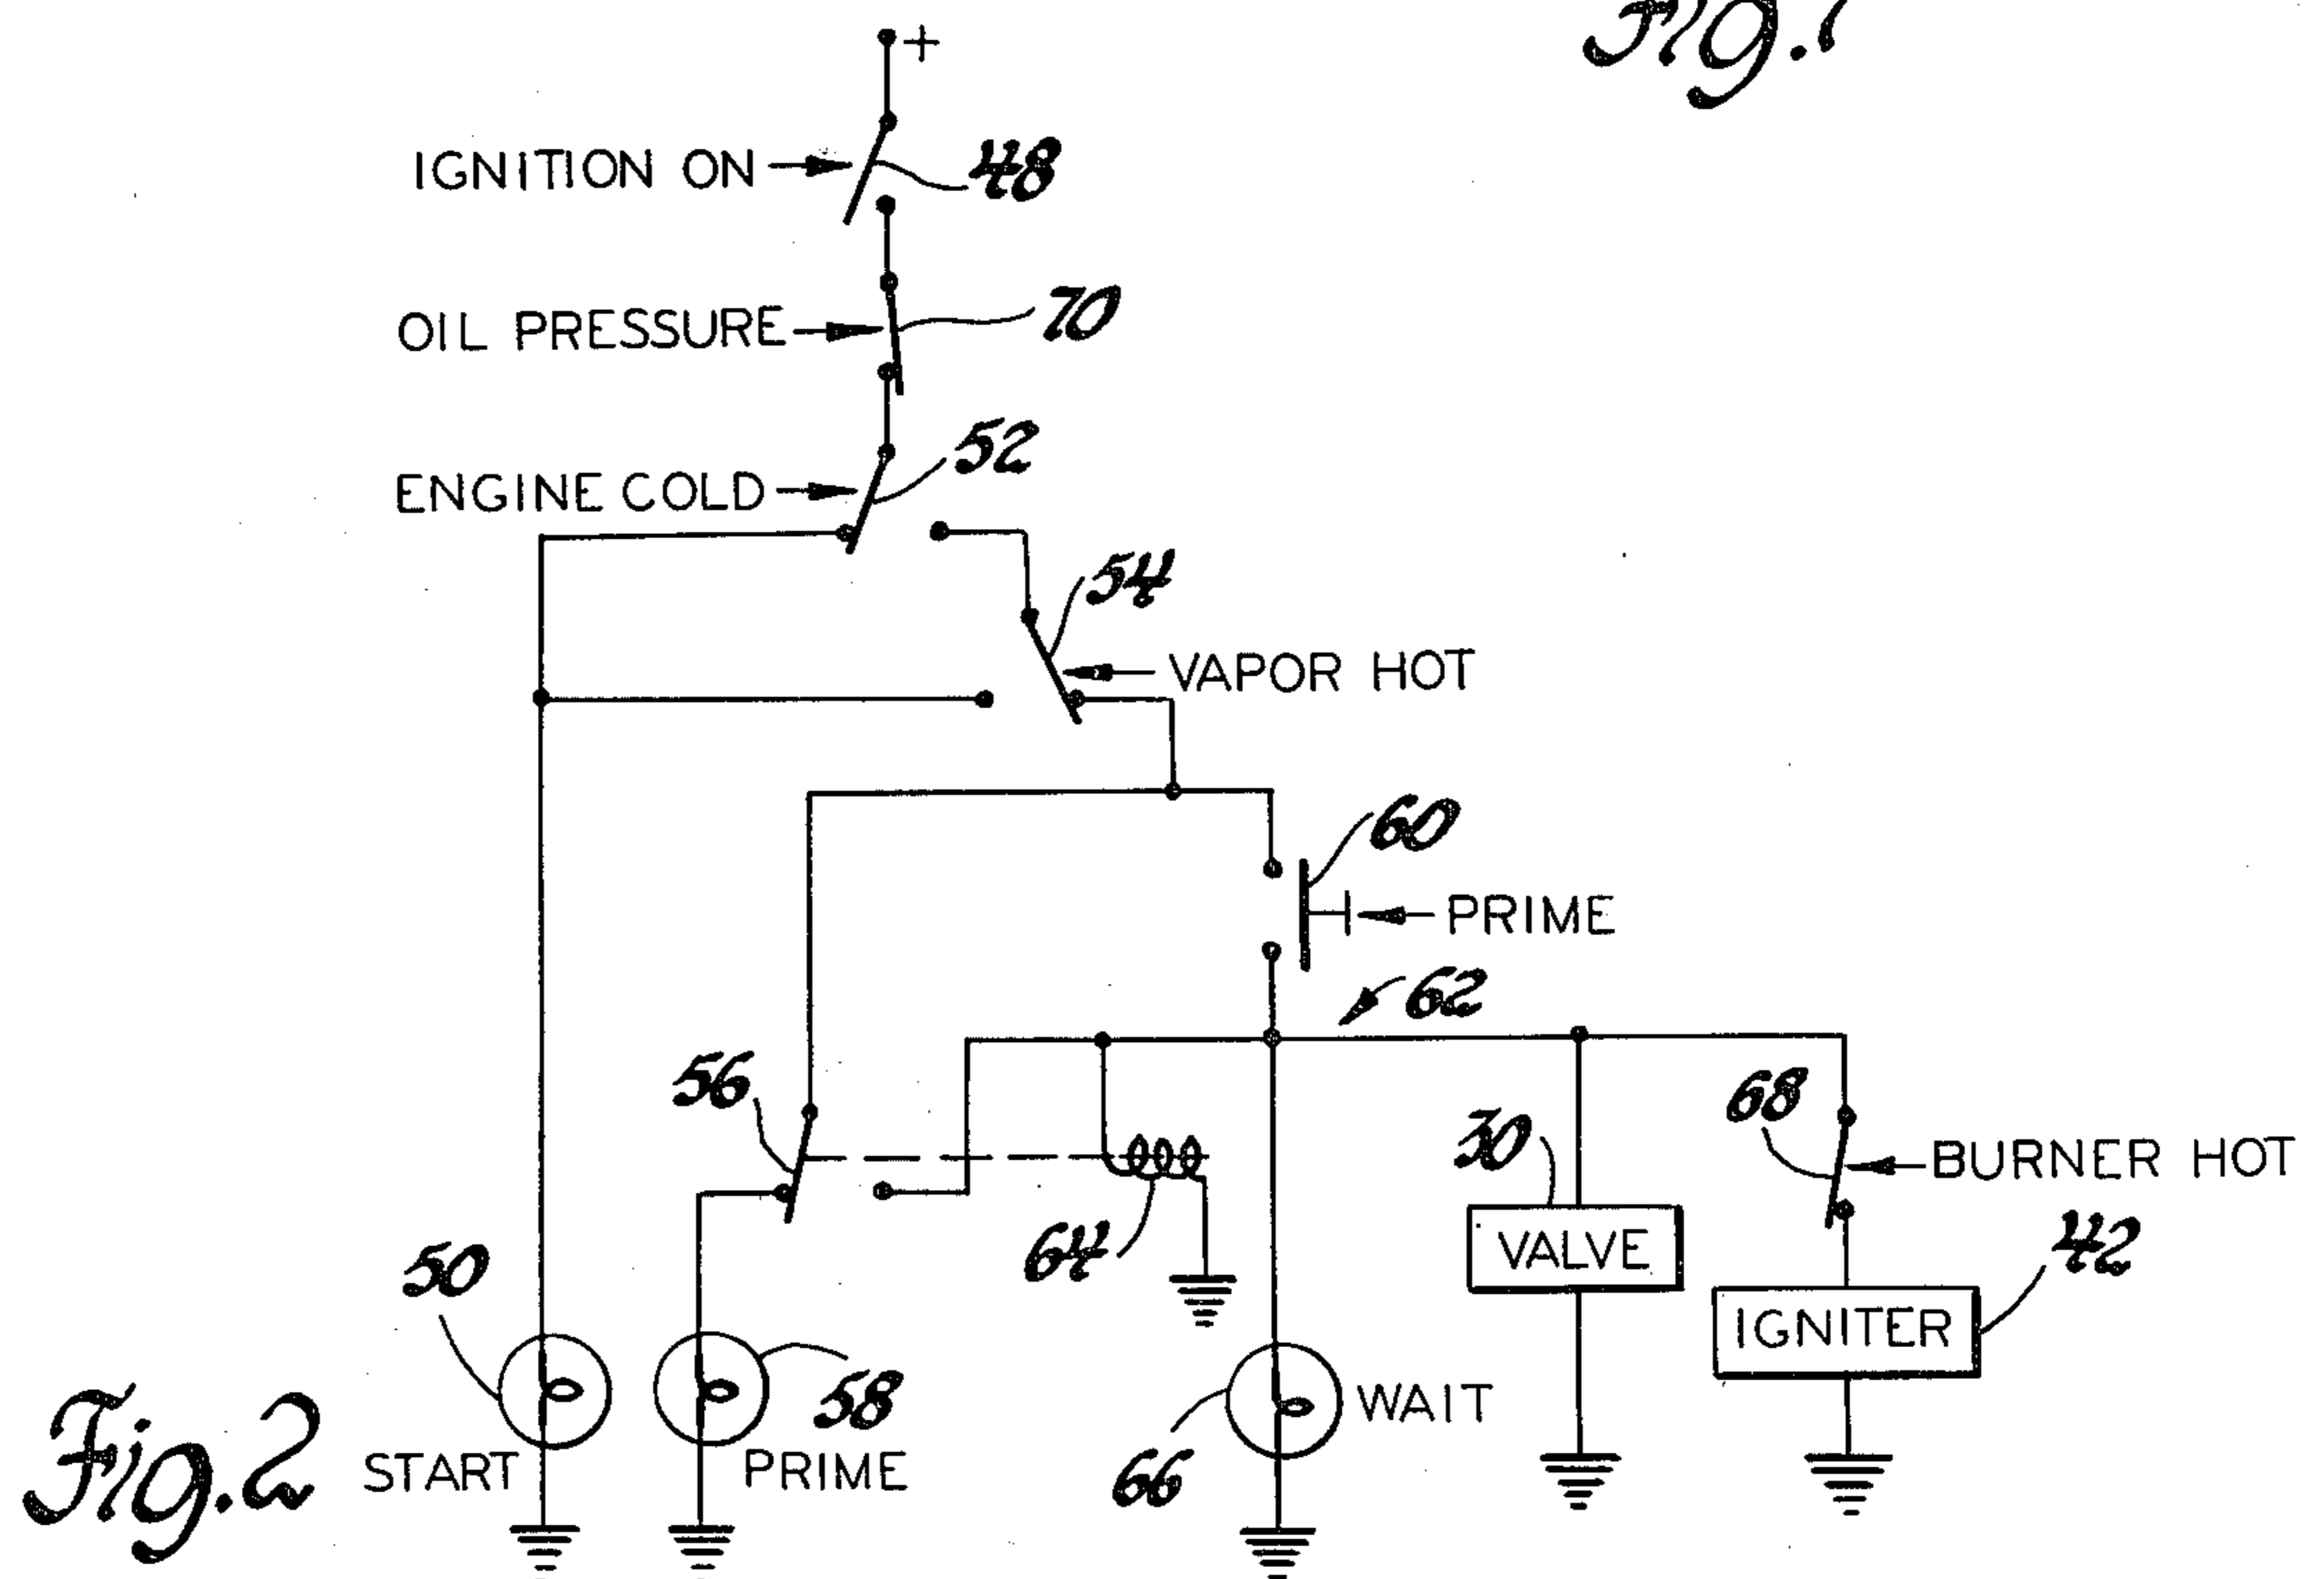 Fig.1
+
IGNITION ON
48
OIL PRESSURE
70
ENGINE COLD
52
54
VAPOR HOT
60
PRIME
62
56
68
30
BURNER HOT
64
VALVE
42
50
IGNITER
58
66
WAIT
START
PRIME
Fig.2